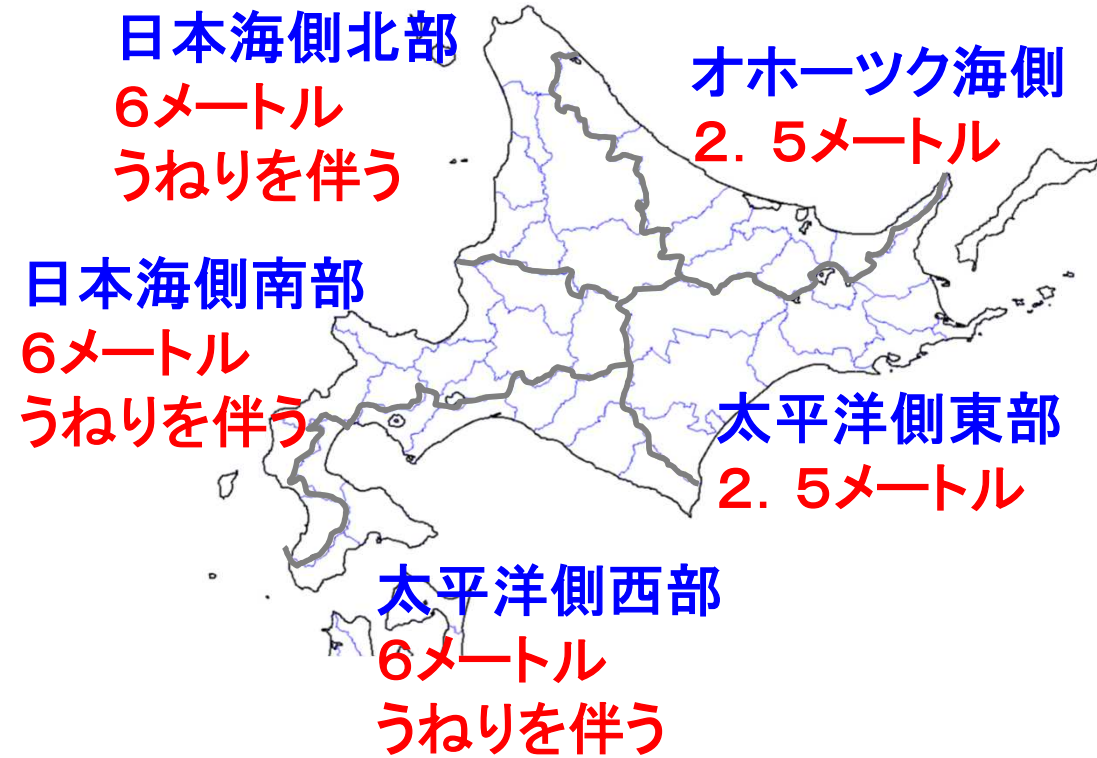 日本海側北部
６メートル
うねりを伴う
オホーツク海側
２．５メートル
日本海側南部
６メートル
うねりを伴う
太平洋側東部
２．５メートル
太平洋側西部
６メートル
うねりを伴う